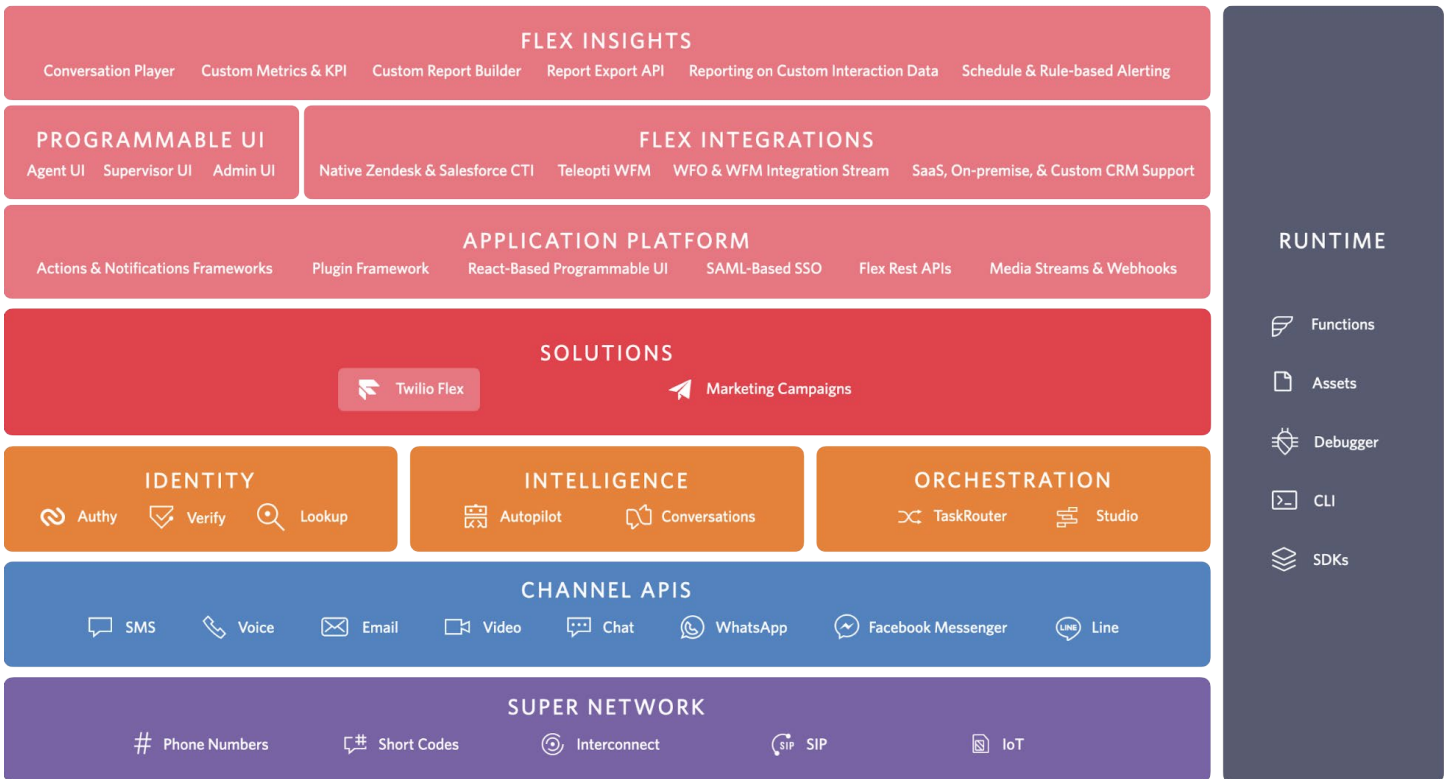 FLEX INSIGHTS
Conversation Player Custom Metrics & KPI Custom Report Builder Report Export API Reporting on Custom Interaction Data Schedule & Rule-based Alerting
PROGRAMMABLE UI
Agent UI Supervisor UI Admin UI
FLEX INTEGRATIONS
Native Zendesk & Salesforce CTI Teleopti WFM WFO & WFM Integration Stream SaaS, On-premise, & Custom CRM Support
APPLICATION PLATFORM
Actions & Notifications Frameworks Plugin Framework React-Based Programmable UI SAML-Based SSO Flex Rest APIs Media Streams & Webhooks
SOLUTIONS
Twilio Flex Marketing Campaigns
IDENTITY
Authy Verify Lookup
INTELLIGENCE
Autopilot Conversations
ORCHESTRATION
TaskRouter Studio
CHANNEL APIS
SMS Voice Email Video Chat WhatsApp Facebook Messenger LINE Line
SUPER NETWORK
# Phone Numbers # Short Codes Interconnect SIP SIP IoT
RUNTIME
Functions
Assets
Debugger
>_ CLI
SDKs